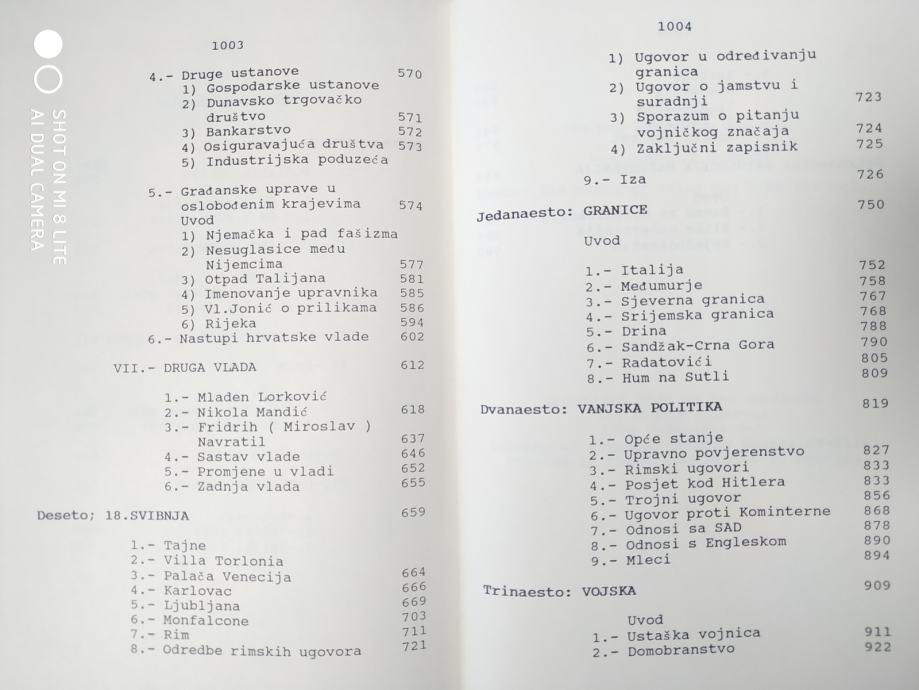 1003
4.- Druge ustanove 570
1) Gospodarske ustanove
2) Dunavsko trgovačko
društvo 571
3) Bankarstvo 572
4) Osiguravajuća društva 573
5) Industrijska poduzeća
5.- Građanske uprave u
oslobođenim krajevima 574
Uvod
1) Njemačka i pad fašizma
2) Nesuglasice među
Nijemcima 577
3) Otpad Talijana 581
4) Imenovanje upravnika 585
5) Vl.Jonić o prilikama 586
6) Rijeka 594
6.- Nastupi hrvatske vlade 602
VII.- DRUGA VLADA 612
1.- Mladen Lorković
2.- Nikola Mandić 618
3.- Fridrih ( Miroslav )
Navratil 637
4.- Sastav vlade 646
5.- Promjene u vladi 652
6.- Zadnja vlada 655
Deseto; 18.SVIBNJA 659
1.- Tajne
2.- Villa Torlonia
3.- Palača Venecija 664
4.- Karlovac 666
5.- Ljubljana 669
6.- Monfalcone 703
7.- Rim 711
8.- Odredbe rimskih ugovora 721
1004
1) Ugovor u određivanju
granica
2) Ugovor o jamstvu i
suradnji 723
3) Sporazum o pitanju
vojničkog značaja 724
4) Zaključni zapisnik 725
9.- Iza 726
Jedanaesto: GRANICE 750
Uvod
1.- Italija 752
2.- Međumurje 758
3.- Sjeverna granica 767
4.- Srijemska granica 768
5.- Drina 788
6.- Sandžak-Crna Gora 790
7.- Radatovići 805
8.- Hum na Sutli 809
Dvanaesto: VANJSKA POLITIKA 819
1.- Opće stanje
2.- Upravno povjerenstvo 827
3.- Rimski ugovori 833
4.- Posjet kod Hitlera 833
5.- Trojni ugovor 856
6.- Ugovor proti Kominterne 868
7.- Odnosi sa SAD 878
8.- Odnosi s Engleskom 890
9.- Mleci 894
Trinaesto: VOJSKA 909
Uvod
1.- Ustaška vojnica 911
2.- Domobranstvo 922
SHOT ON MI 8 LITE
AI DUAL CAMERA